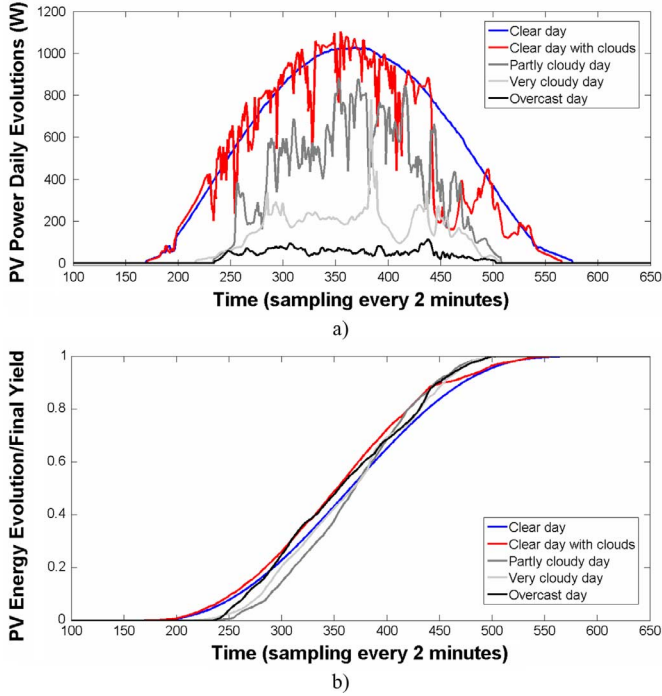 PV Power Daily Evolutions (W)
1200
1000
800
600
400
200
0
Clear day
Clear day with clouds
Partly cloudy day
Very cloudy day
Overcast day
100 150 200 250 300 350 400 450 500 550 600 650
Time (sampling every 2 minutes)
a)
PV Energy Evolution/Final Yield
1
0.8
0.6
0.4
0.2
0
Clear day
Clear day with clouds
Partly cloudy day
Very cloudy day
Overcast day
100 150 200 250 300 350 400 450 500 550 600 650
Time (sampling every 2 minutes)
b)